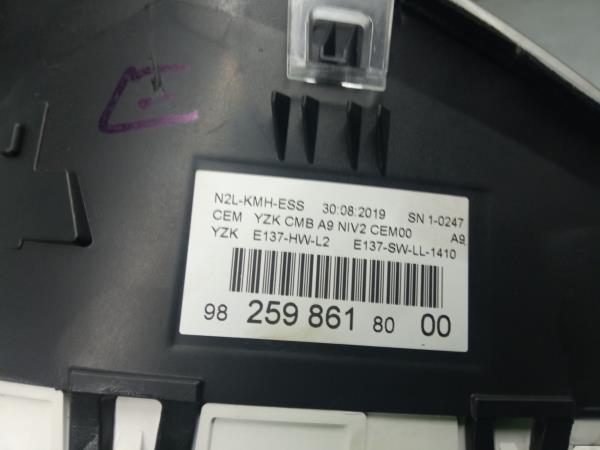 N2L-KMH-ESS 30:08:2019 SN 1-0247
CEM YZK CMB A9 NIV2 CEM00 A9
YZK E137-HW-L2 E137-SW-LL-1410
98 259 861 80 00